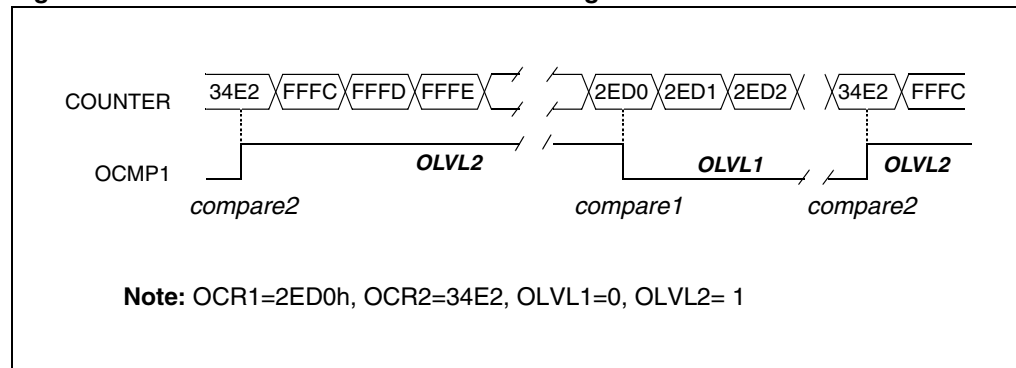 COUNTER 34E2 FFFC FFFD FFFE 2ED0 2ED1 2ED2 34E2 FFFC
OCMP1 OLVL2 OLVL1 OLVL2
compare2 compare1 compare2
Note: OCR1=2ED0h, OCR2=34E2, OLVL1=0, OLVL2= 1